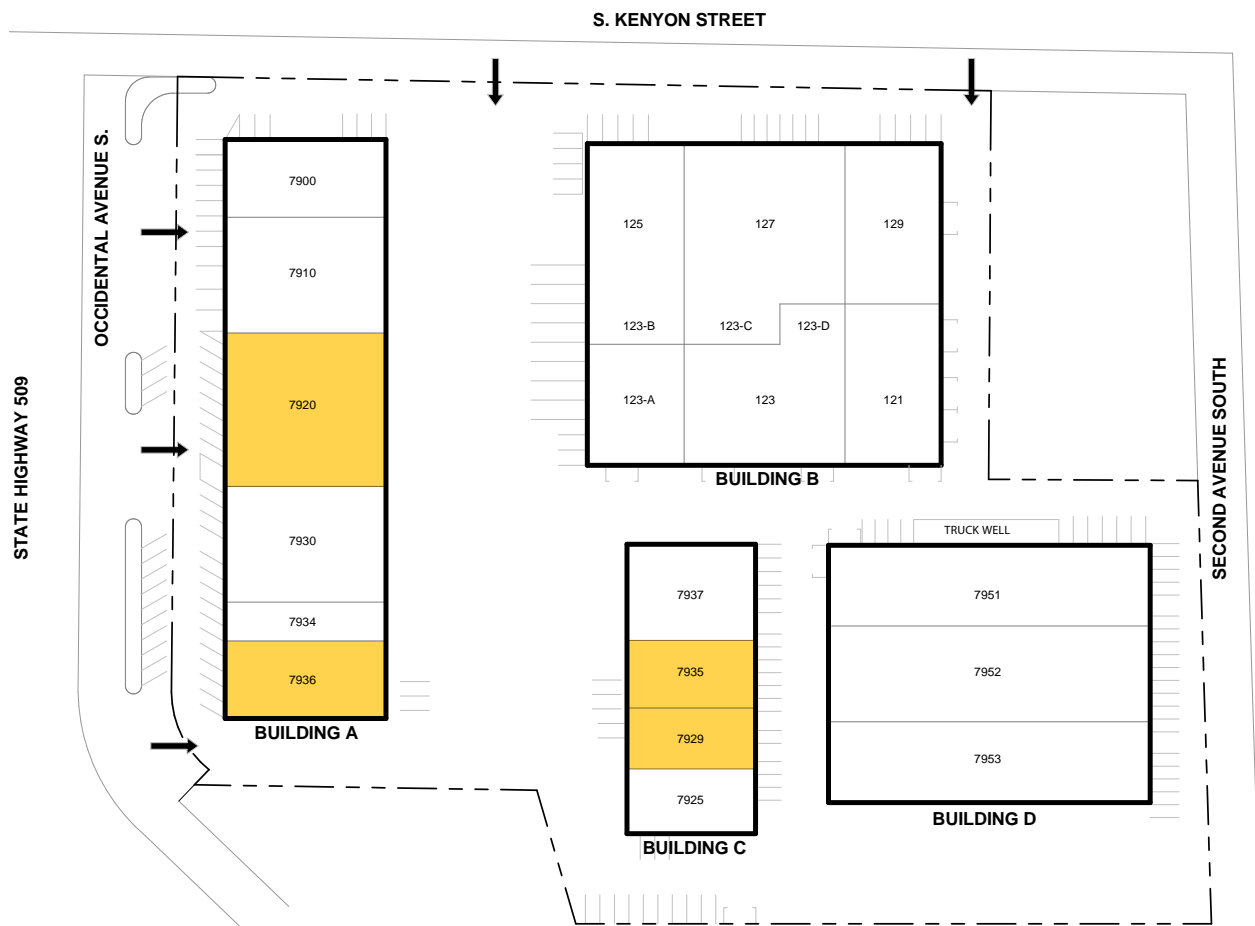 S. KENYON STREET
OCCIDENTAL AVENUE S.
STATE HIGHWAY 509
SECOND AVENUE SOUTH
7900
7910
7920
7930
7934
7936
BUILDING A
125
127
129
123-B
123-C
123-D
123-A
123
121
BUILDING B
7937
7935
7929
7925
BUILDING C
TRUCK WELL
7951
7952
7953
BUILDING D